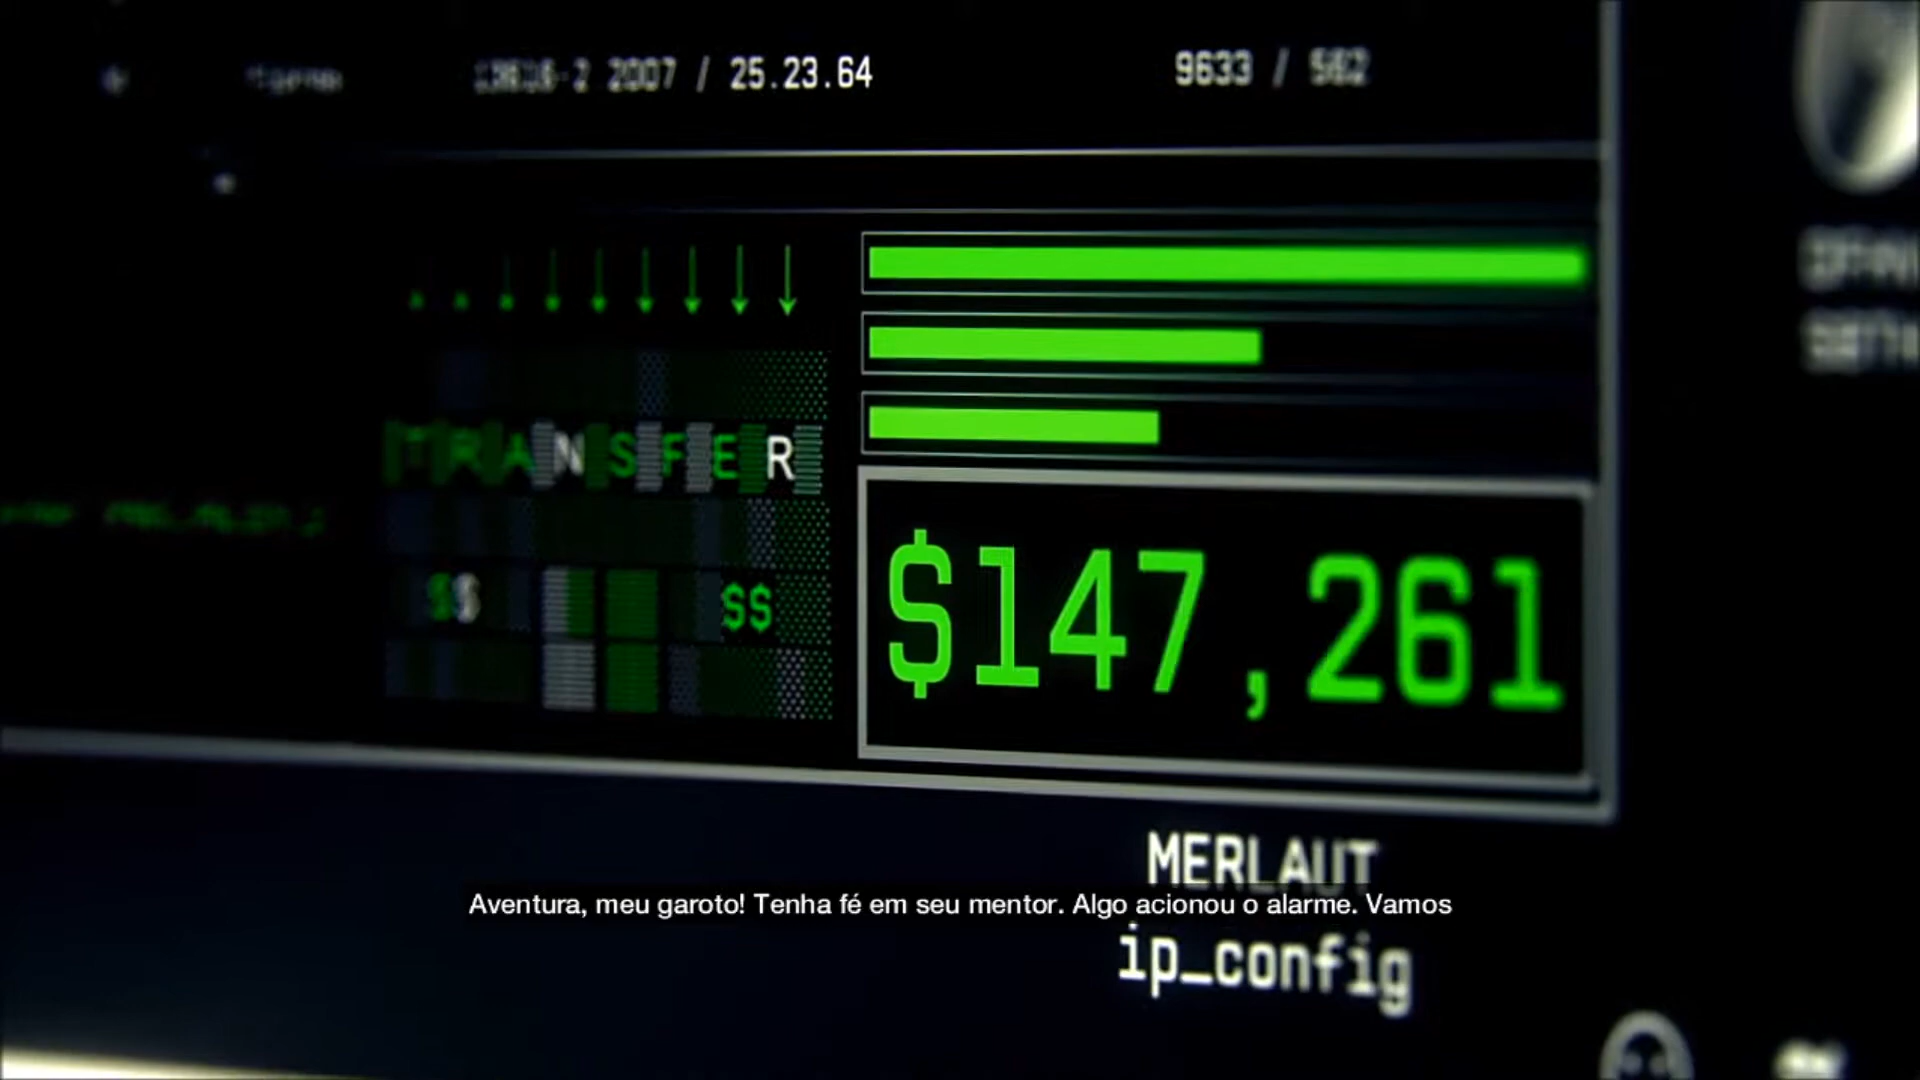 2007 / 25.23.64
9633 / 562
TRANSFER
$$ $$
$147,261
MERLAUT
Aventura, meu garoto! Tenha fé em seu mentor. Algo acionou o alarme. Vamos
ip_config